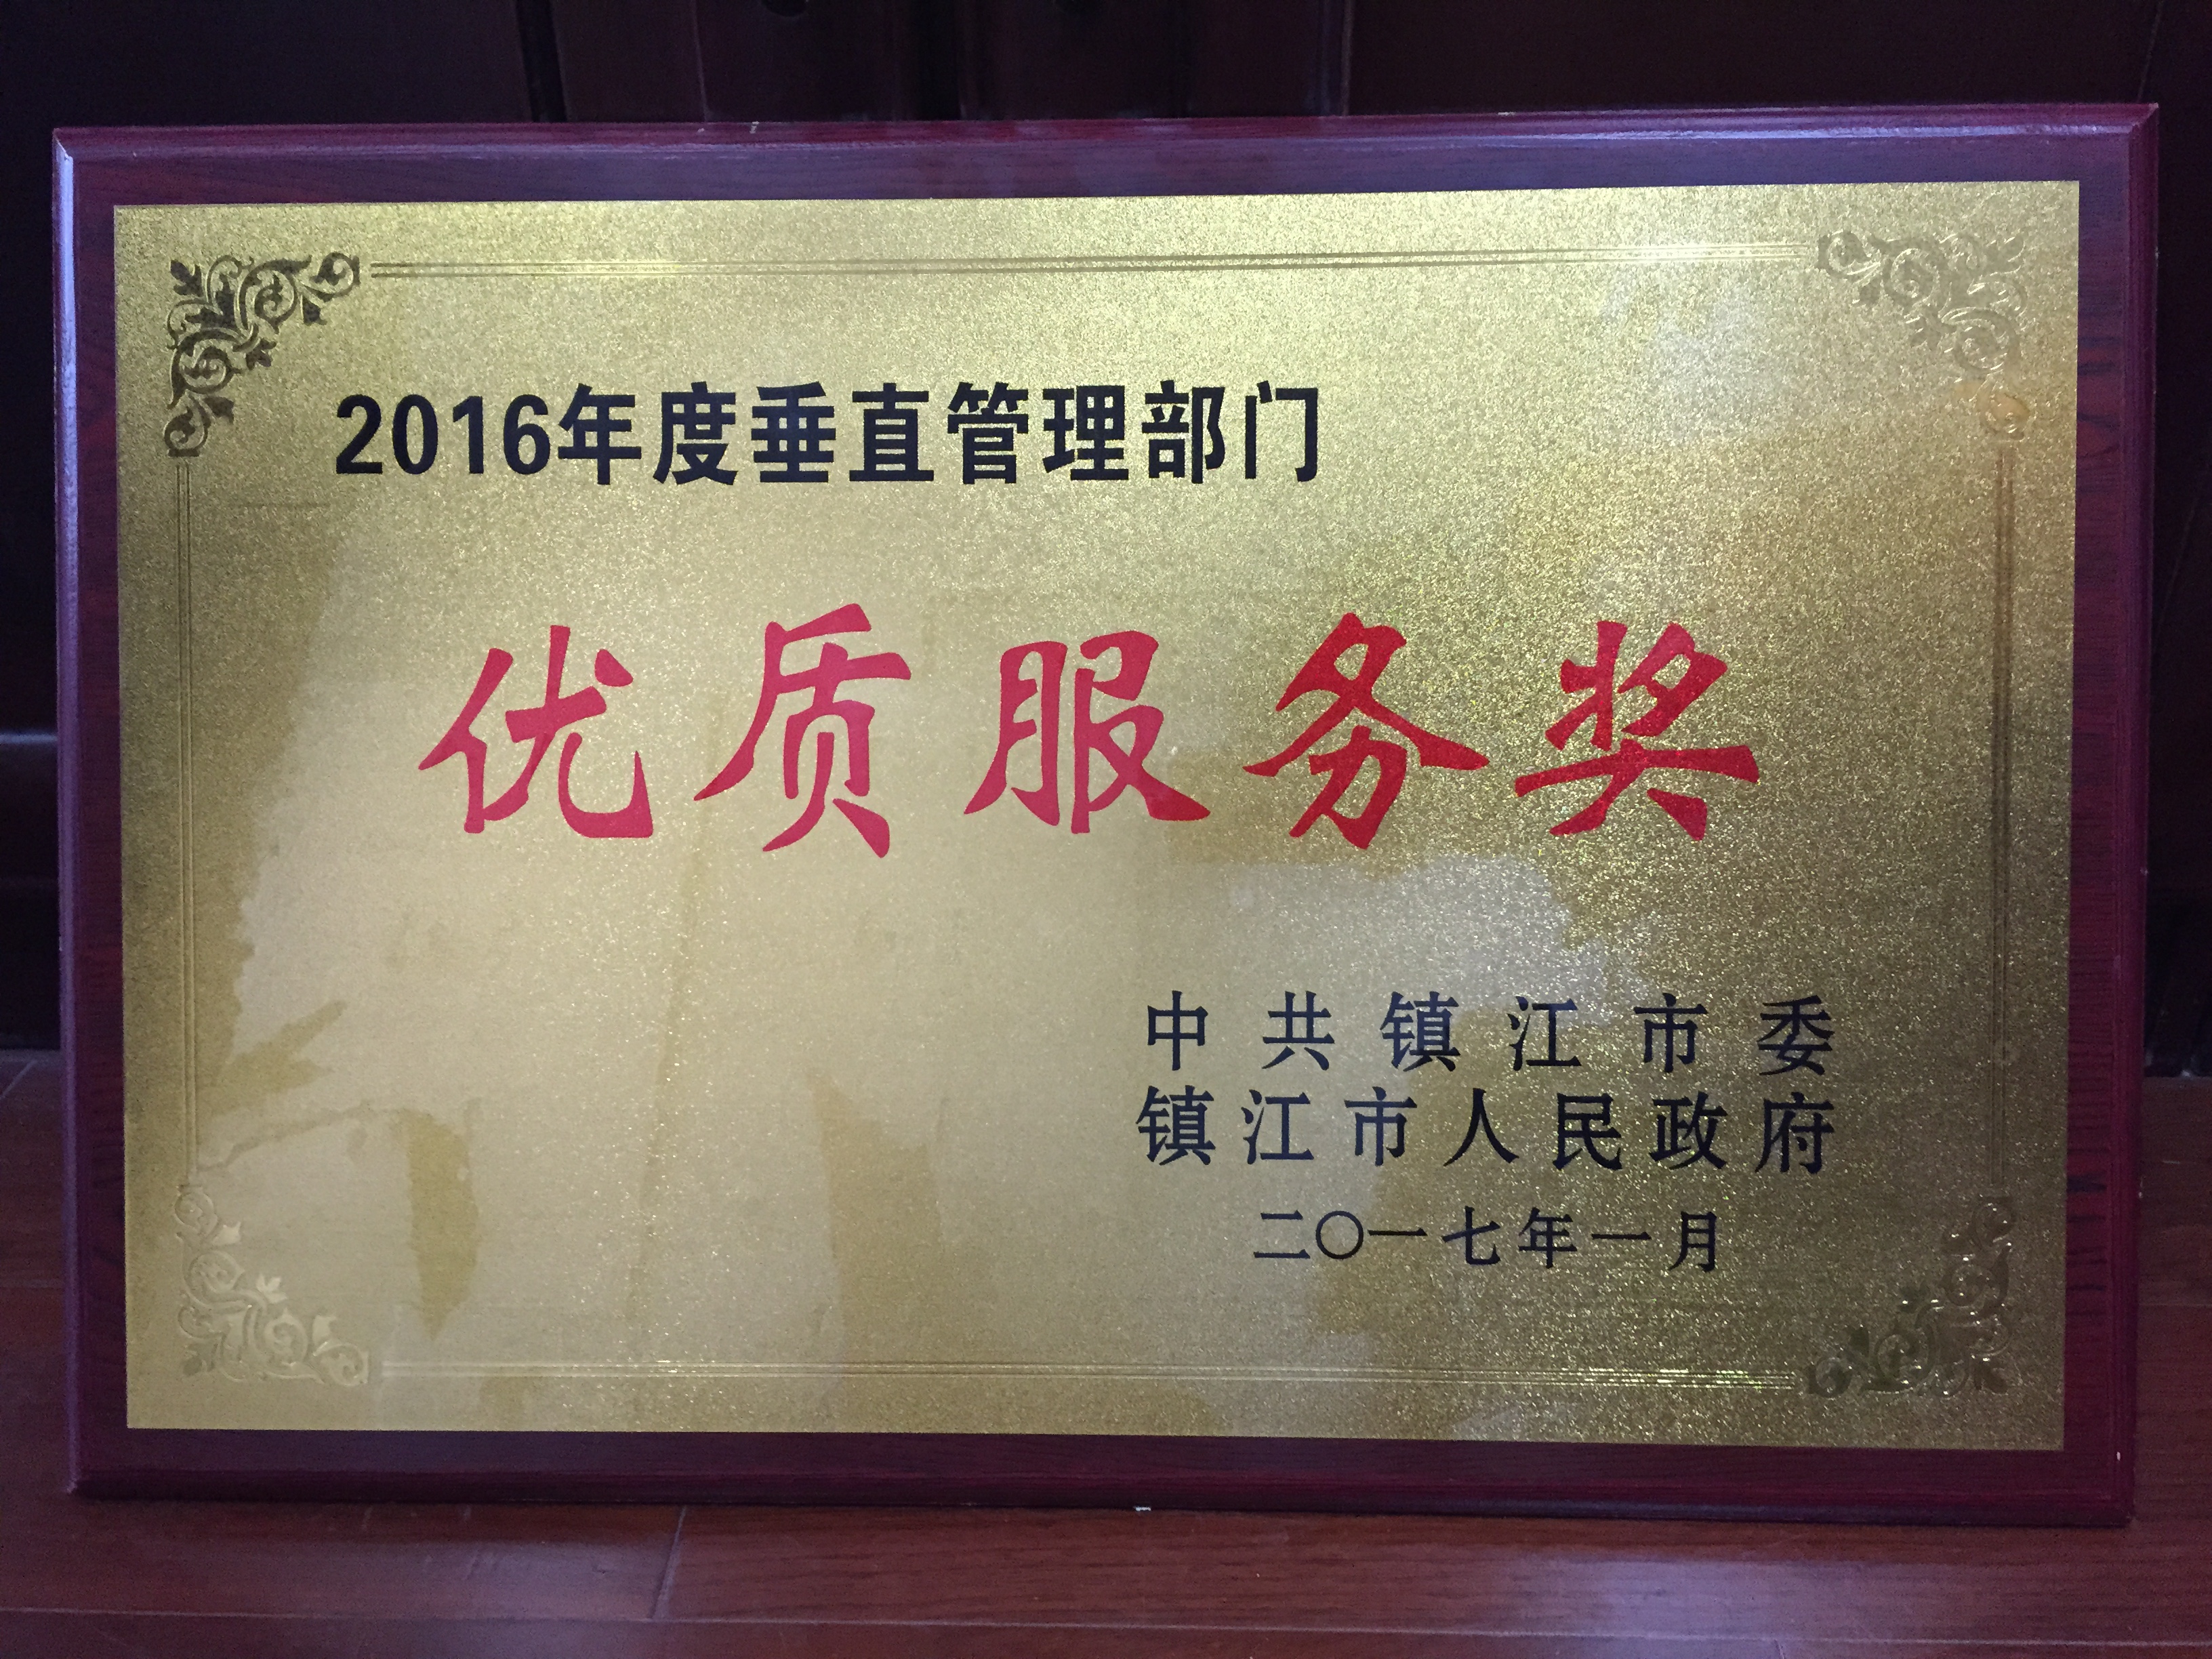 2016年度垂直管理部门
优质服务奖
中共镇江市委
镇江市人民政府
二〇一七年一月